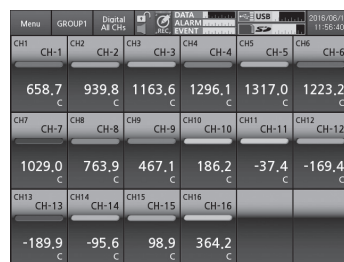 Menu GROUP1 Digital All CHs .REC. DATA ALARM EVENT USB SD 2016/06/1
11:56:40
CH1 CH-1 CH2 CH-2 CH3 CH-3 CH4 CH-4 CH5 CH-5 CH6 CH-6
658.7 939.8 1163.6 1296.1 1317.0 1223.2
C C C C C C
CH7 CH-7 CH8 CH-8 CH9 CH-9 CH10 CH-10 CH11 CH-11 CH12 CH-12
1029.0 763.9 467.1 186.2 -37.4 -169.4
C C C C C C
CH13 CH-13 CH14 CH-14 CH15 CH-15 CH16 CH-16
-189.9 -95.6 98.9 364.2
C C C C